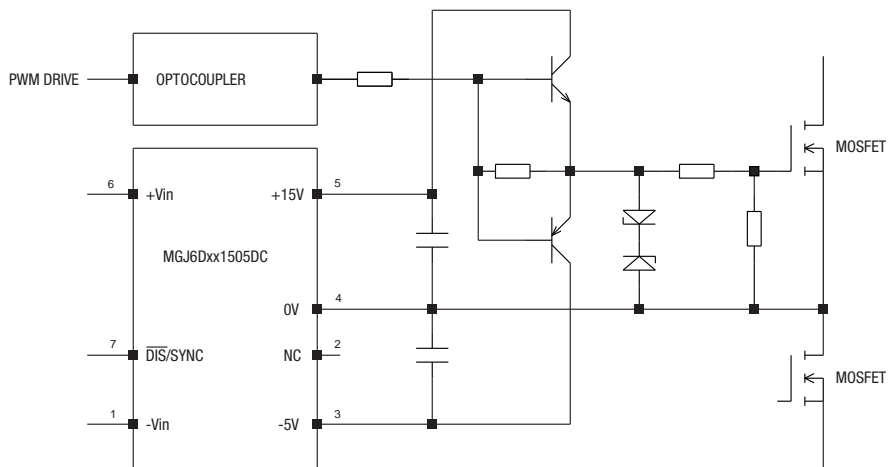 PWM DRIVE
OPTOCOUPLER
MOSFET
6
+Vin
+15V
5
MGJ6Dxx1505DC
0V
4
7
DIS/SYNC
NC
2
MOSFET
1
-Vin
-5V
3